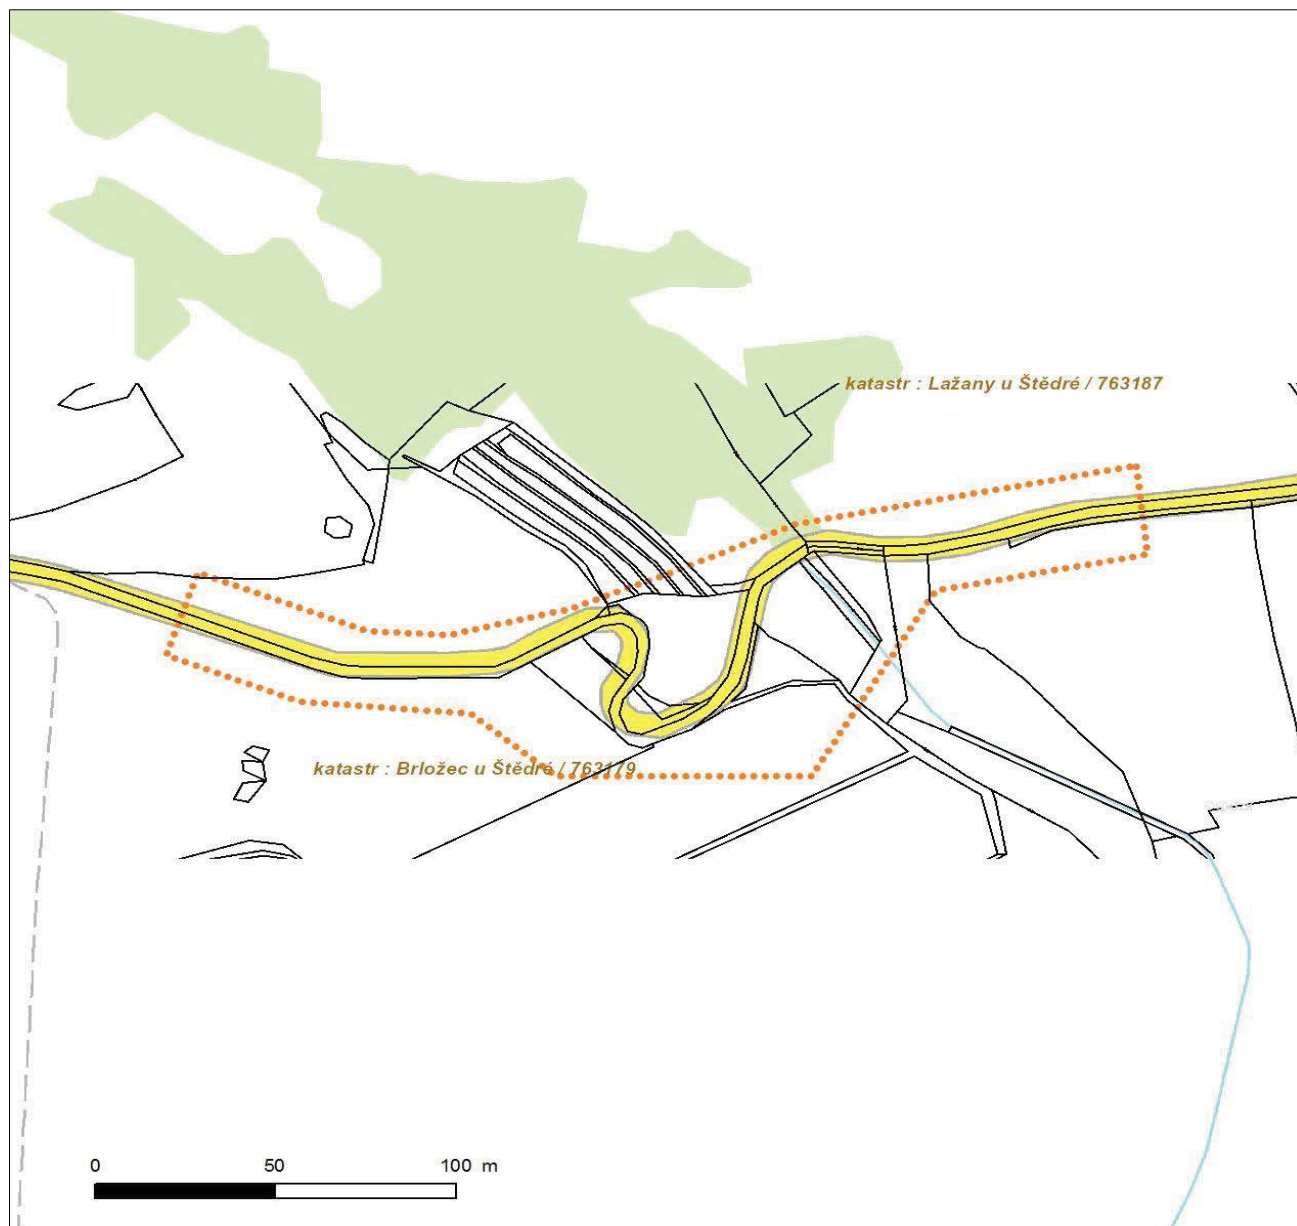 katastr : Lažany u Štědré / 763187
katastr : Brložec u Štědré / 763179
0 50 100 m